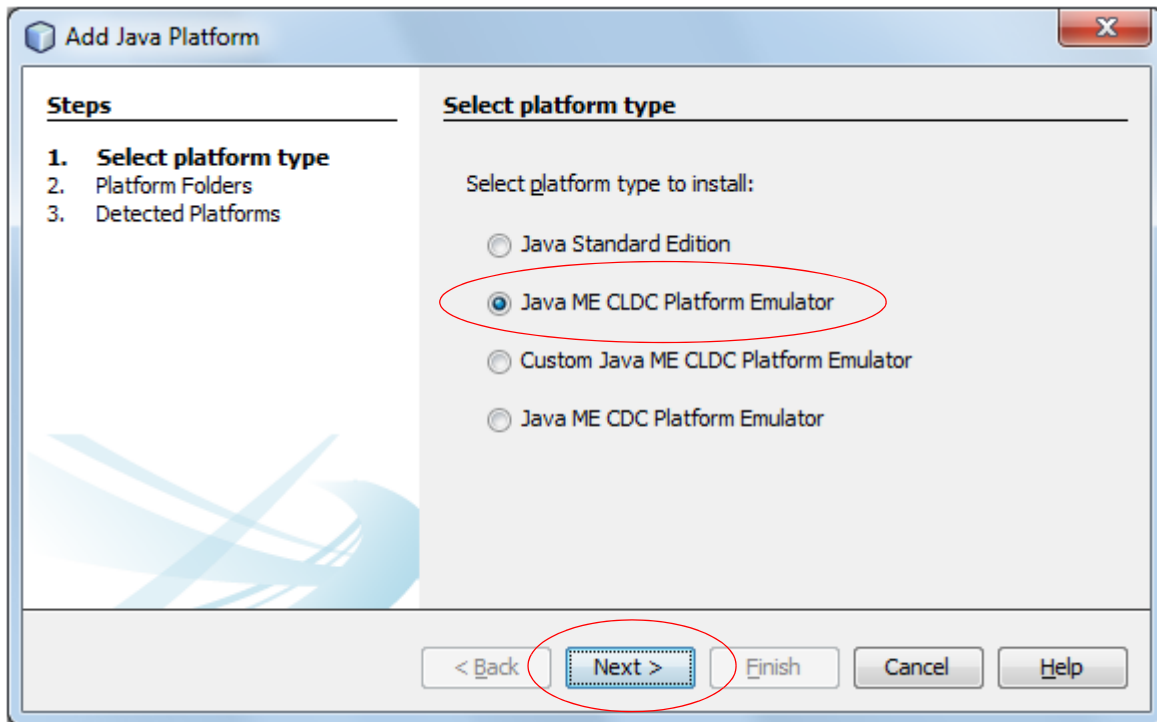 Add Java Platform
Steps
1. Select platform type
2. Platform Folders
3. Detected Platforms
Select platform type
Select platform type to install:
Java Standard Edition
Java ME CLDC Platform Emulator
Custom Java ME CLDC Platform Emulator
Java ME CDC Platform Emulator
< Back Next > Finish Cancel Help